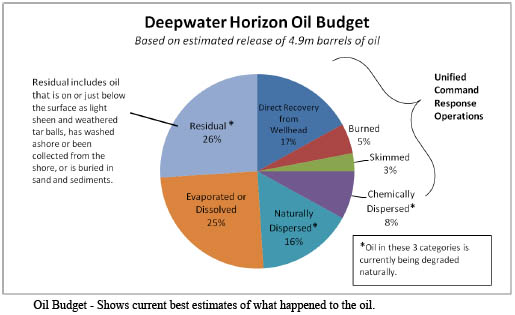 Deepwater Horizon Oil Budget
Based on estimated release of 4.9m barrels of oil
Residual includes oil
that is on or just below
the surface as light
sheen and weathered
tar balls, has washed
ashore or been
collected from the
shore, or is buried in
sand and sediments.
Unified
Command
Response
Operations
Direct Recovery
from
Wellhead
17%
Burned
5%
Skimmed
3%
Chemically
Dispersed*
8%
Naturally
Dispersed*
16%
Evaporated or
Dissolved
25%
Residual *
26%
*Oil in these 3 categories is
currently being degraded
naturally.
Oil Budget - Shows current best estimates of what happened to the oil.